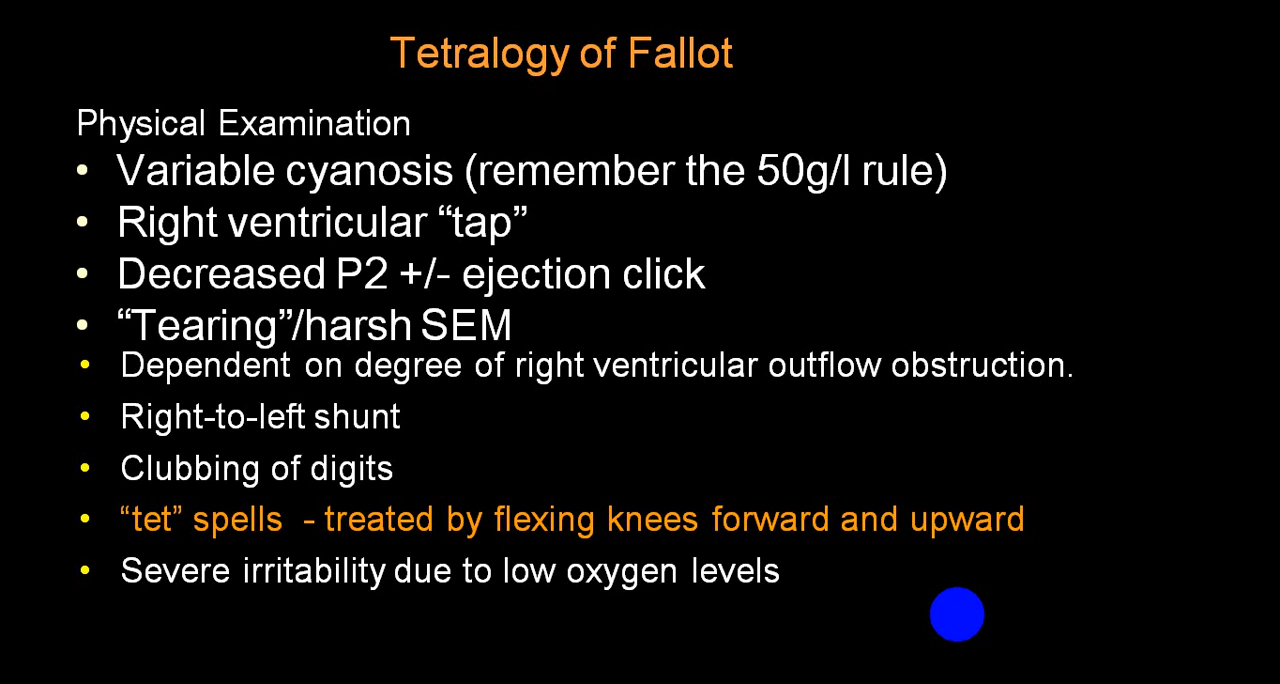 Tetralogy of Fallot
Physical Examination
• Variable cyanosis (remember the 50g/l rule)
• Right ventricular “tap”
• Decreased P2 +/- ejection click
• “Tearing”/harsh SEM
• Dependent on degree of right ventricular outflow obstruction.
• Right-to-left shunt
• Clubbing of digits
• “tet” spells - treated by flexing knees forward and upward
• Severe irritability due to low oxygen levels